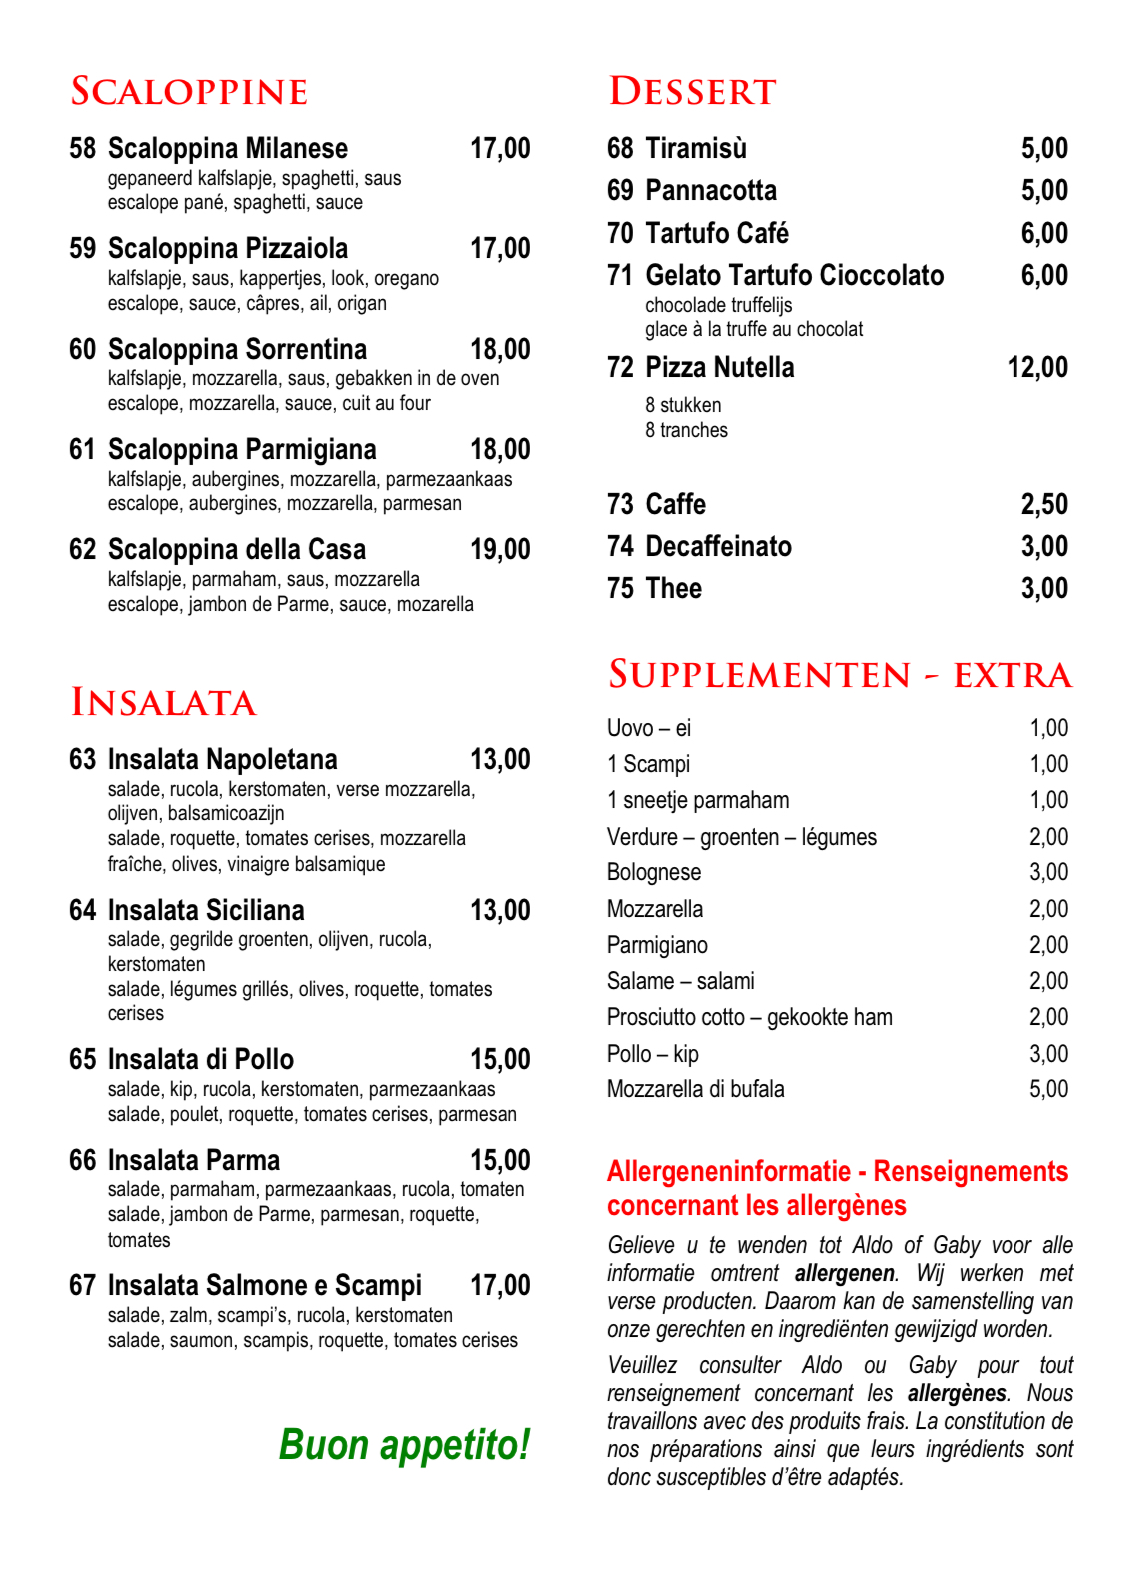 Scaloppine
58 Scaloppina Milanese 17,00
gepaneerd kalfslapje, spaghetti, saus
escalope pané, spaghetti, sauce
59 Scaloppina Pizzaiola 17,00
kalfslapje, saus, kappertjes, look, oregano
escalope, sauce, câpres, ail, origan
60 Scaloppina Sorrentina 18,00
kalfslapje, mozzarella, saus, gebakken in de oven
escalope, mozzarella, sauce, cuit au four
61 Scaloppina Parmigiana 18,00
kalfslapje, aubergines, mozzarella, parmezaankaas
escalope, aubergines, mozzarella, parmesan
62 Scaloppina della Casa 19,00
kalfslapje, parmaham, saus, mozzarella
escalope, jambon de Parme, sauce, mozarella
Insalata
63 Insalata Napoletana 13,00
salade, rucola, kerstomaten, verse mozzarella,
olijven, balsamicoazijn
salade, roquette, tomates cerises, mozzarella
fraîche, olives, vinaigre balsamique
64 Insalata Siciliana 13,00
salade, gegrilde groenten, olijven, rucola,
kerstomaten
salade, légumes grillés, olives, roquette, tomates
cerises
65 Insalata di Pollo 15,00
salade, kip, rucola, kerstomaten, parmezaankaas
salade, poulet, roquette, tomates cerises, parmesan
66 Insalata Parma 15,00
salade, parmaham, parmezaankaas, rucola, tomaten
salade, jambon de Parme, parmesan, roquette,
tomates
67 Insalata Salmone e Scampi 17,00
salade, zalm, scampi’s, rucola, kerstomaten
salade, saumon, scampis, roquette, tomates cerises
Buon appetito!
Dessert
68 Tiramisù 5,00
69 Pannacotta 5,00
70 Tartufo Café 6,00
71 Gelato Tartufo Cioccolato 6,00
chocolade truffelijs
glace à la truffe au chocolat
72 Pizza Nutella 12,00
8 stukken
8 tranches
73 Caffe 2,50
74 Decaffeinato 3,00
75 Thee 3,00
Supplementen - extra
Uovo – ei 1,00
1 Scampi 1,00
1 sneetje parmaham 1,00
Verdure – groenten – légumes 2,00
Bolognese 3,00
Mozzarella 2,00
Parmigiano 2,00
Salame – salami 2,00
Prosciutto cotto – gekookte ham 2,00
Pollo – kip 3,00
Mozzarella di bufala 5,00
Allergeneninformatie - Renseignements
concernant les allergènes
Gelieve u te wenden tot Aldo of Gaby voor alle
informatie omtrent allergenen. Wij werken met
verse producten. Daarom kan de samenstelling van
onze gerechten en ingrediënten gewijzigd worden.
Veuillez consulter Aldo ou Gaby pour tout
renseignement concernant les allergènes. Nous
travaillons avec des produits frais. La constitution de
nos préparations ainsi que leurs ingrédients sont
donc susceptibles d’être adaptés.